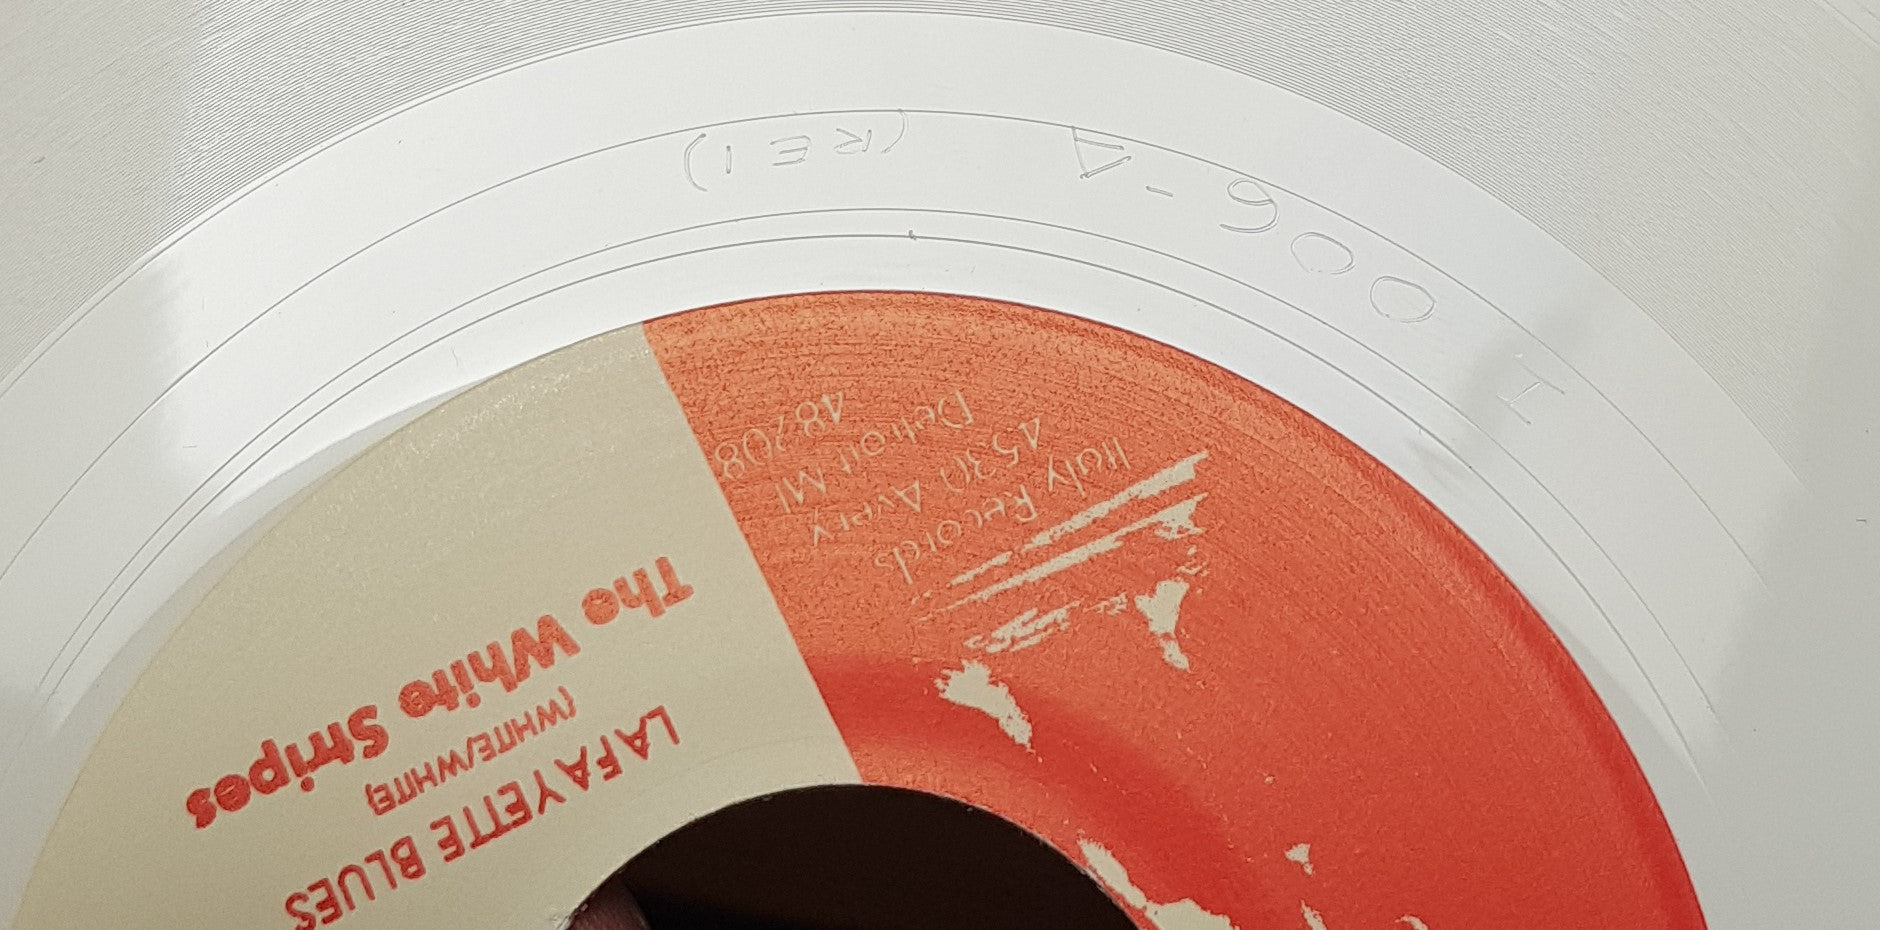 LAFAYETTE BLUES
(WHITE/WHITE)
The White Stripes
Italy Records
4530 Avery
Detroit MI
48208
I 006-A (RE1)